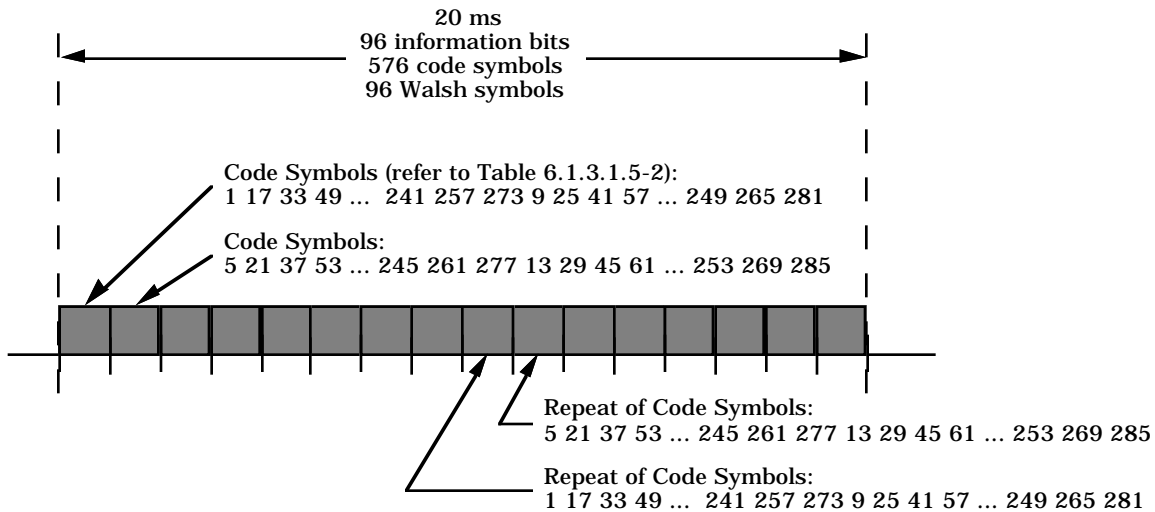 20 ms
96 information bits
576 code symbols
96 Walsh symbols
Code Symbols (refer to Table 6.1.3.1.5-2):
1 17 33 49 ... 241 257 273 9 25 41 57 ... 249 265 281
Code Symbols:
5 21 37 53 ... 245 261 277 13 29 45 61 ... 253 269 285
Repeat of Code Symbols:
5 21 37 53 ... 245 261 277 13 29 45 61 ... 253 269 285
Repeat of Code Symbols:
1 17 33 49 ... 241 257 273 9 25 41 57 ... 249 265 281